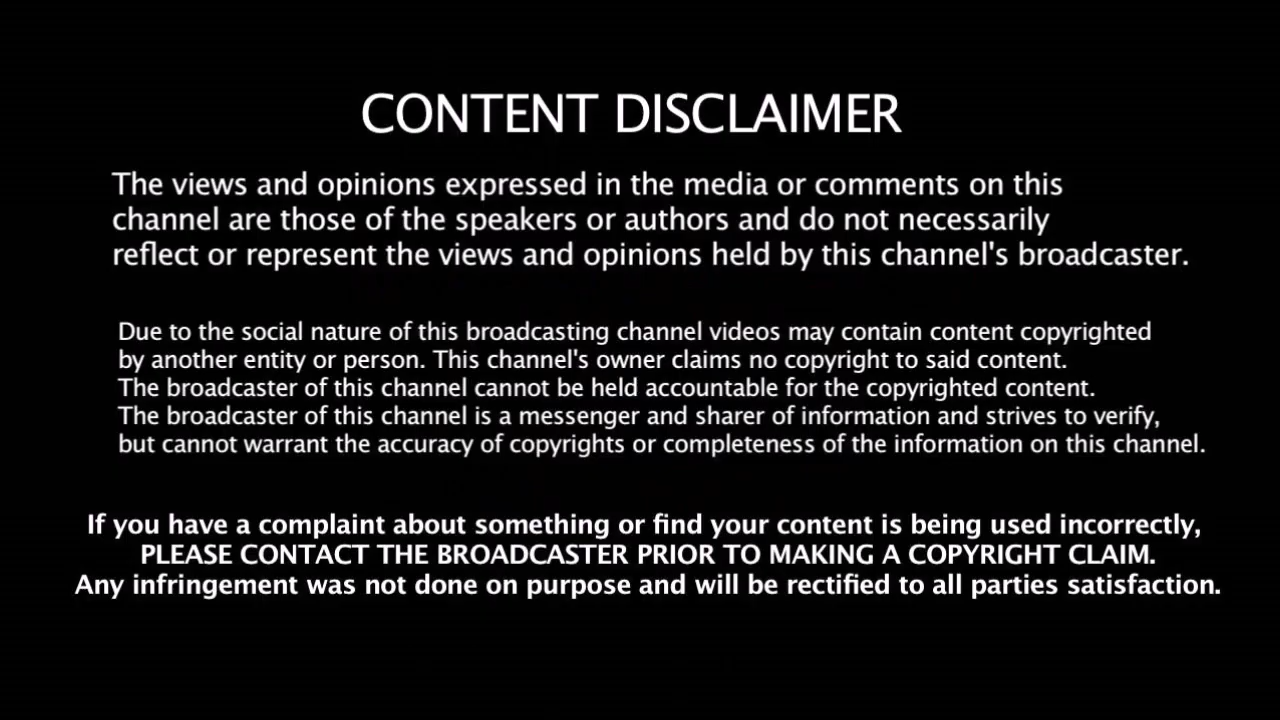 CONTENT DISCLAIMER
The views and opinions expressed in the media or comments on this
channel are those of the speakers or authors and do not necessarily
reflect or represent the views and opinions held by this channel's broadcaster.
Due to the social nature of this broadcasting channel videos may contain content copyrighted
by another entity or person. This channel's owner claims no copyright to said content.
The broadcaster of this channel cannot be held accountable for the copyrighted content.
The broadcaster of this channel is a messenger and sharer of information and strives to verify,
but cannot warrant the accuracy of copyrights or completeness of the information on this channel.
If you have a complaint about something or find your content is being used incorrectly,
PLEASE CONTACT THE BROADCASTER PRIOR TO MAKING A COPYRIGHT CLAIM.
Any infringement was not done on purpose and will be rectified to all parties satisfaction.